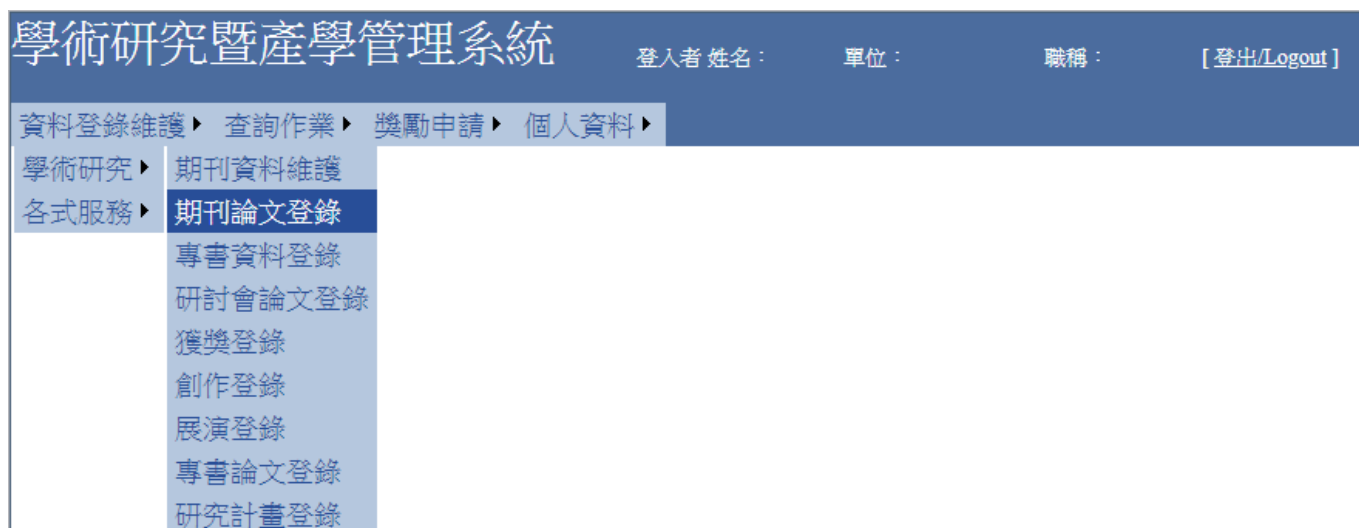 學術研究暨產學管理系統 登入者 姓名： 單位： 職稱： [ 登出/Logout ]
資料登錄維護 查詢作業 獎勵申請 個人資料
學術研究 期刊資料維護
各式服務 期刊論文登錄
專書資料登錄
研討會論文登錄
獲獎登錄
創作登錄
展演登錄
專書論文登錄
研究計畫登錄